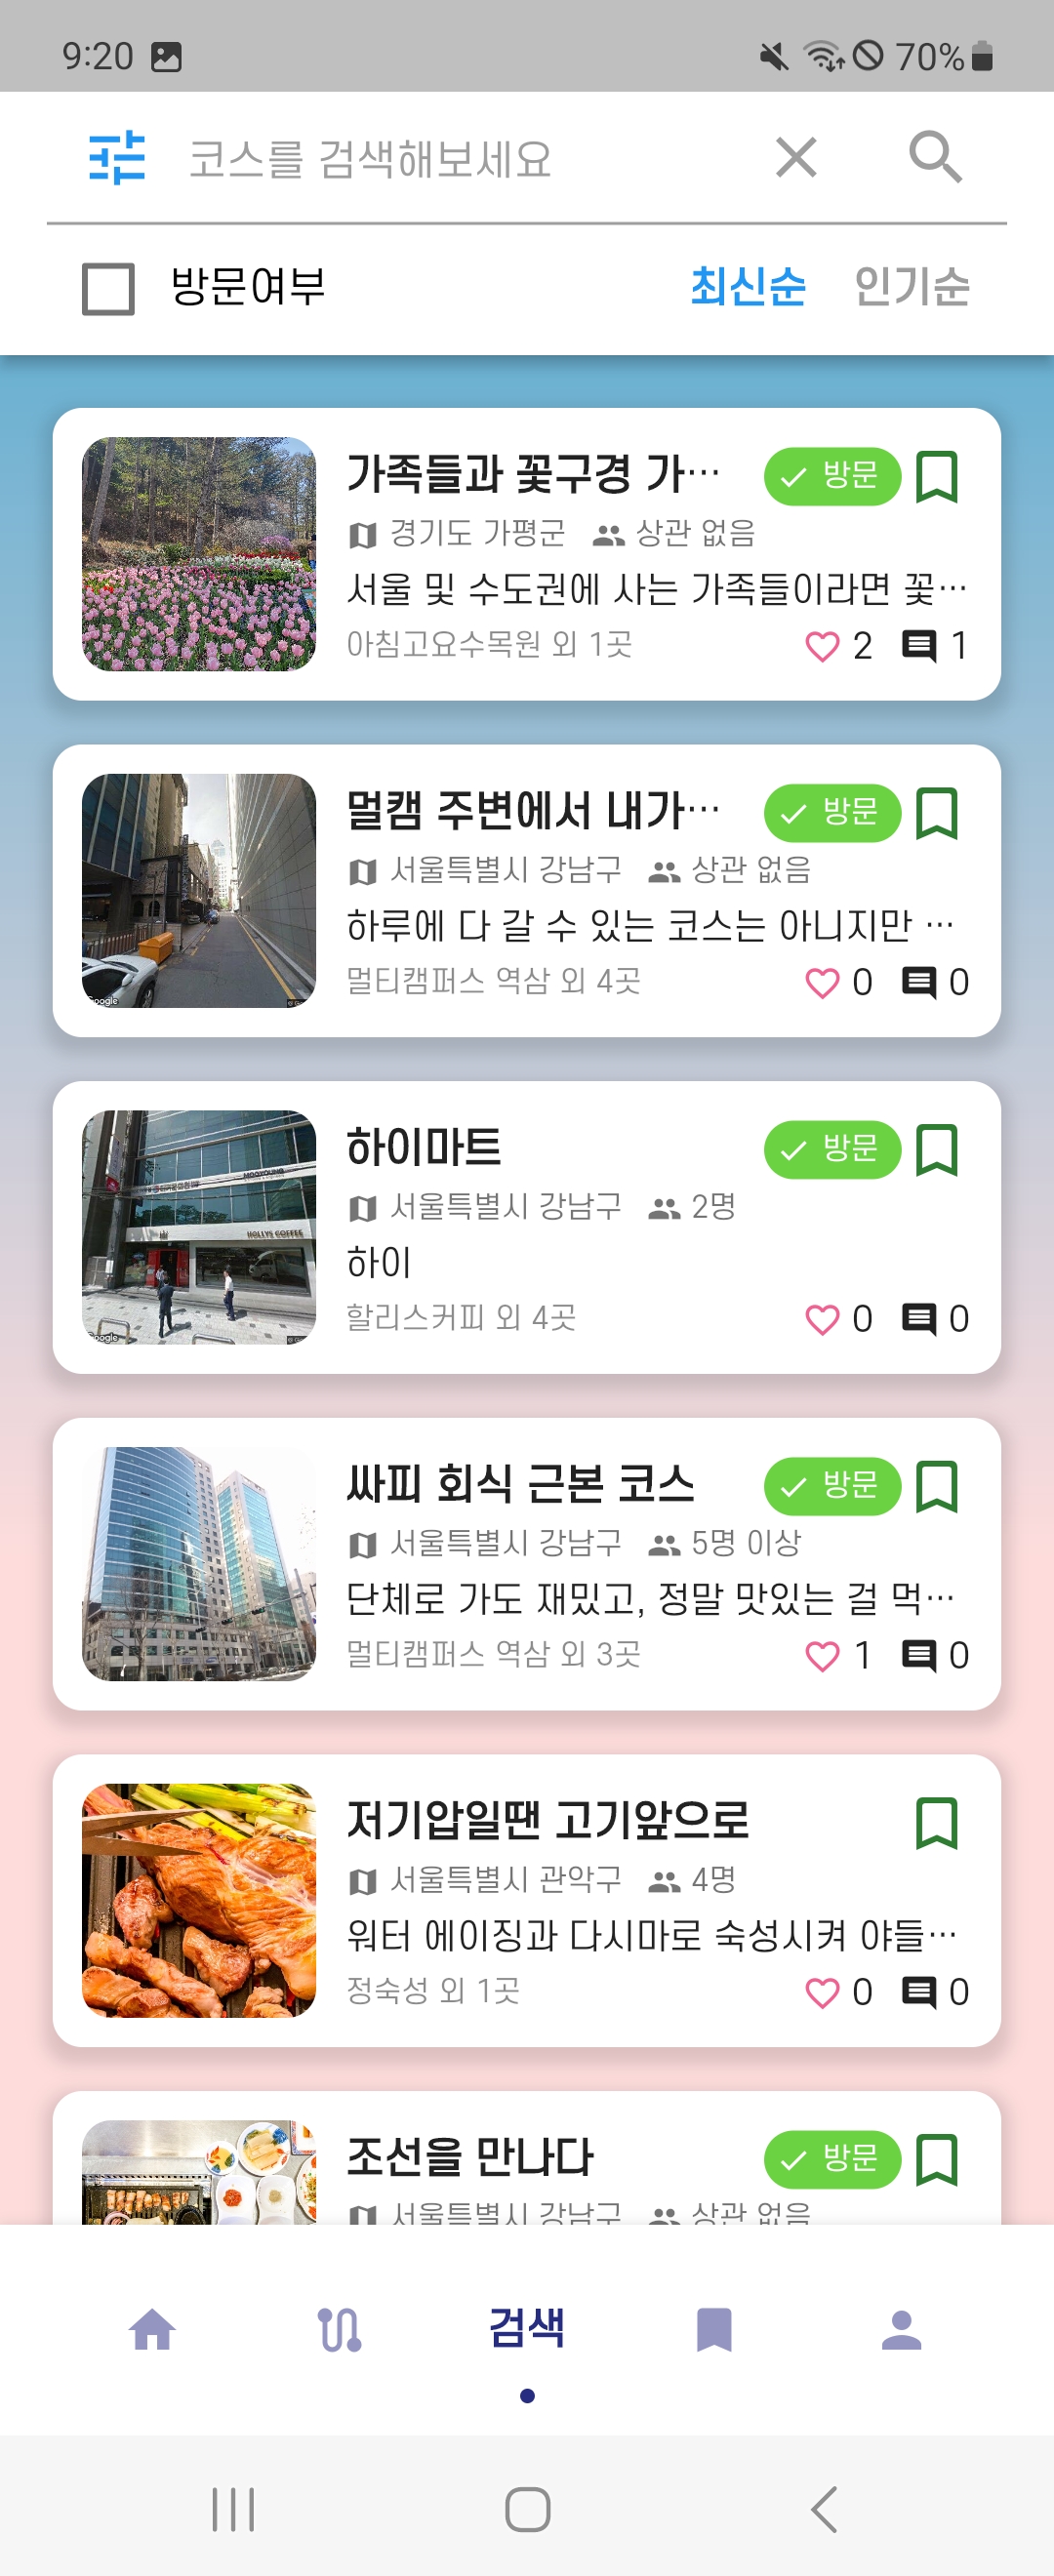 9:20 70%
코스를 검색해보세요
방문여부 최신순 인기순
가족들과 꽃구경 가… 방문
경기도 가평군 상관 없음
서울 및 수도권에 사는 가족들이라면 꽃…
아침고요수목원 외 1곳 2 1
멀캠 주변에서 내가… 방문
서울특별시 강남구 상관 없음
하루에 다 갈 수 있는 코스는 아니지만 …
멀티캠퍼스 역삼 외 4곳 0 0
Google
하이마트 방문
서울특별시 강남구 2명
하이
할리스커피 외 4곳 0 0
HOLLYS COFFEE
Google
싸피 회식 근본 코스 방문
서울특별시 강남구 5명 이상
단체로 가도 재밌고, 정말 맛있는 걸 먹…
멀티캠퍼스 역삼 외 3곳 1 0
저기압일땐 고기앞으로
서울특별시 관악구 4명
워터 에이징과 다시마로 숙성시켜 야들…
정숙성 외 1곳 0 0
조선을 만나다 방문
서울특별시 강남구 상관 없음
검색